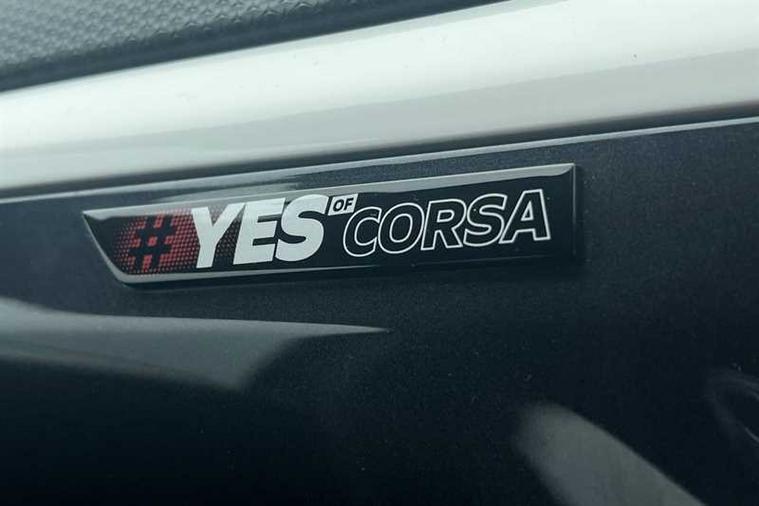 #YES OF CORSA